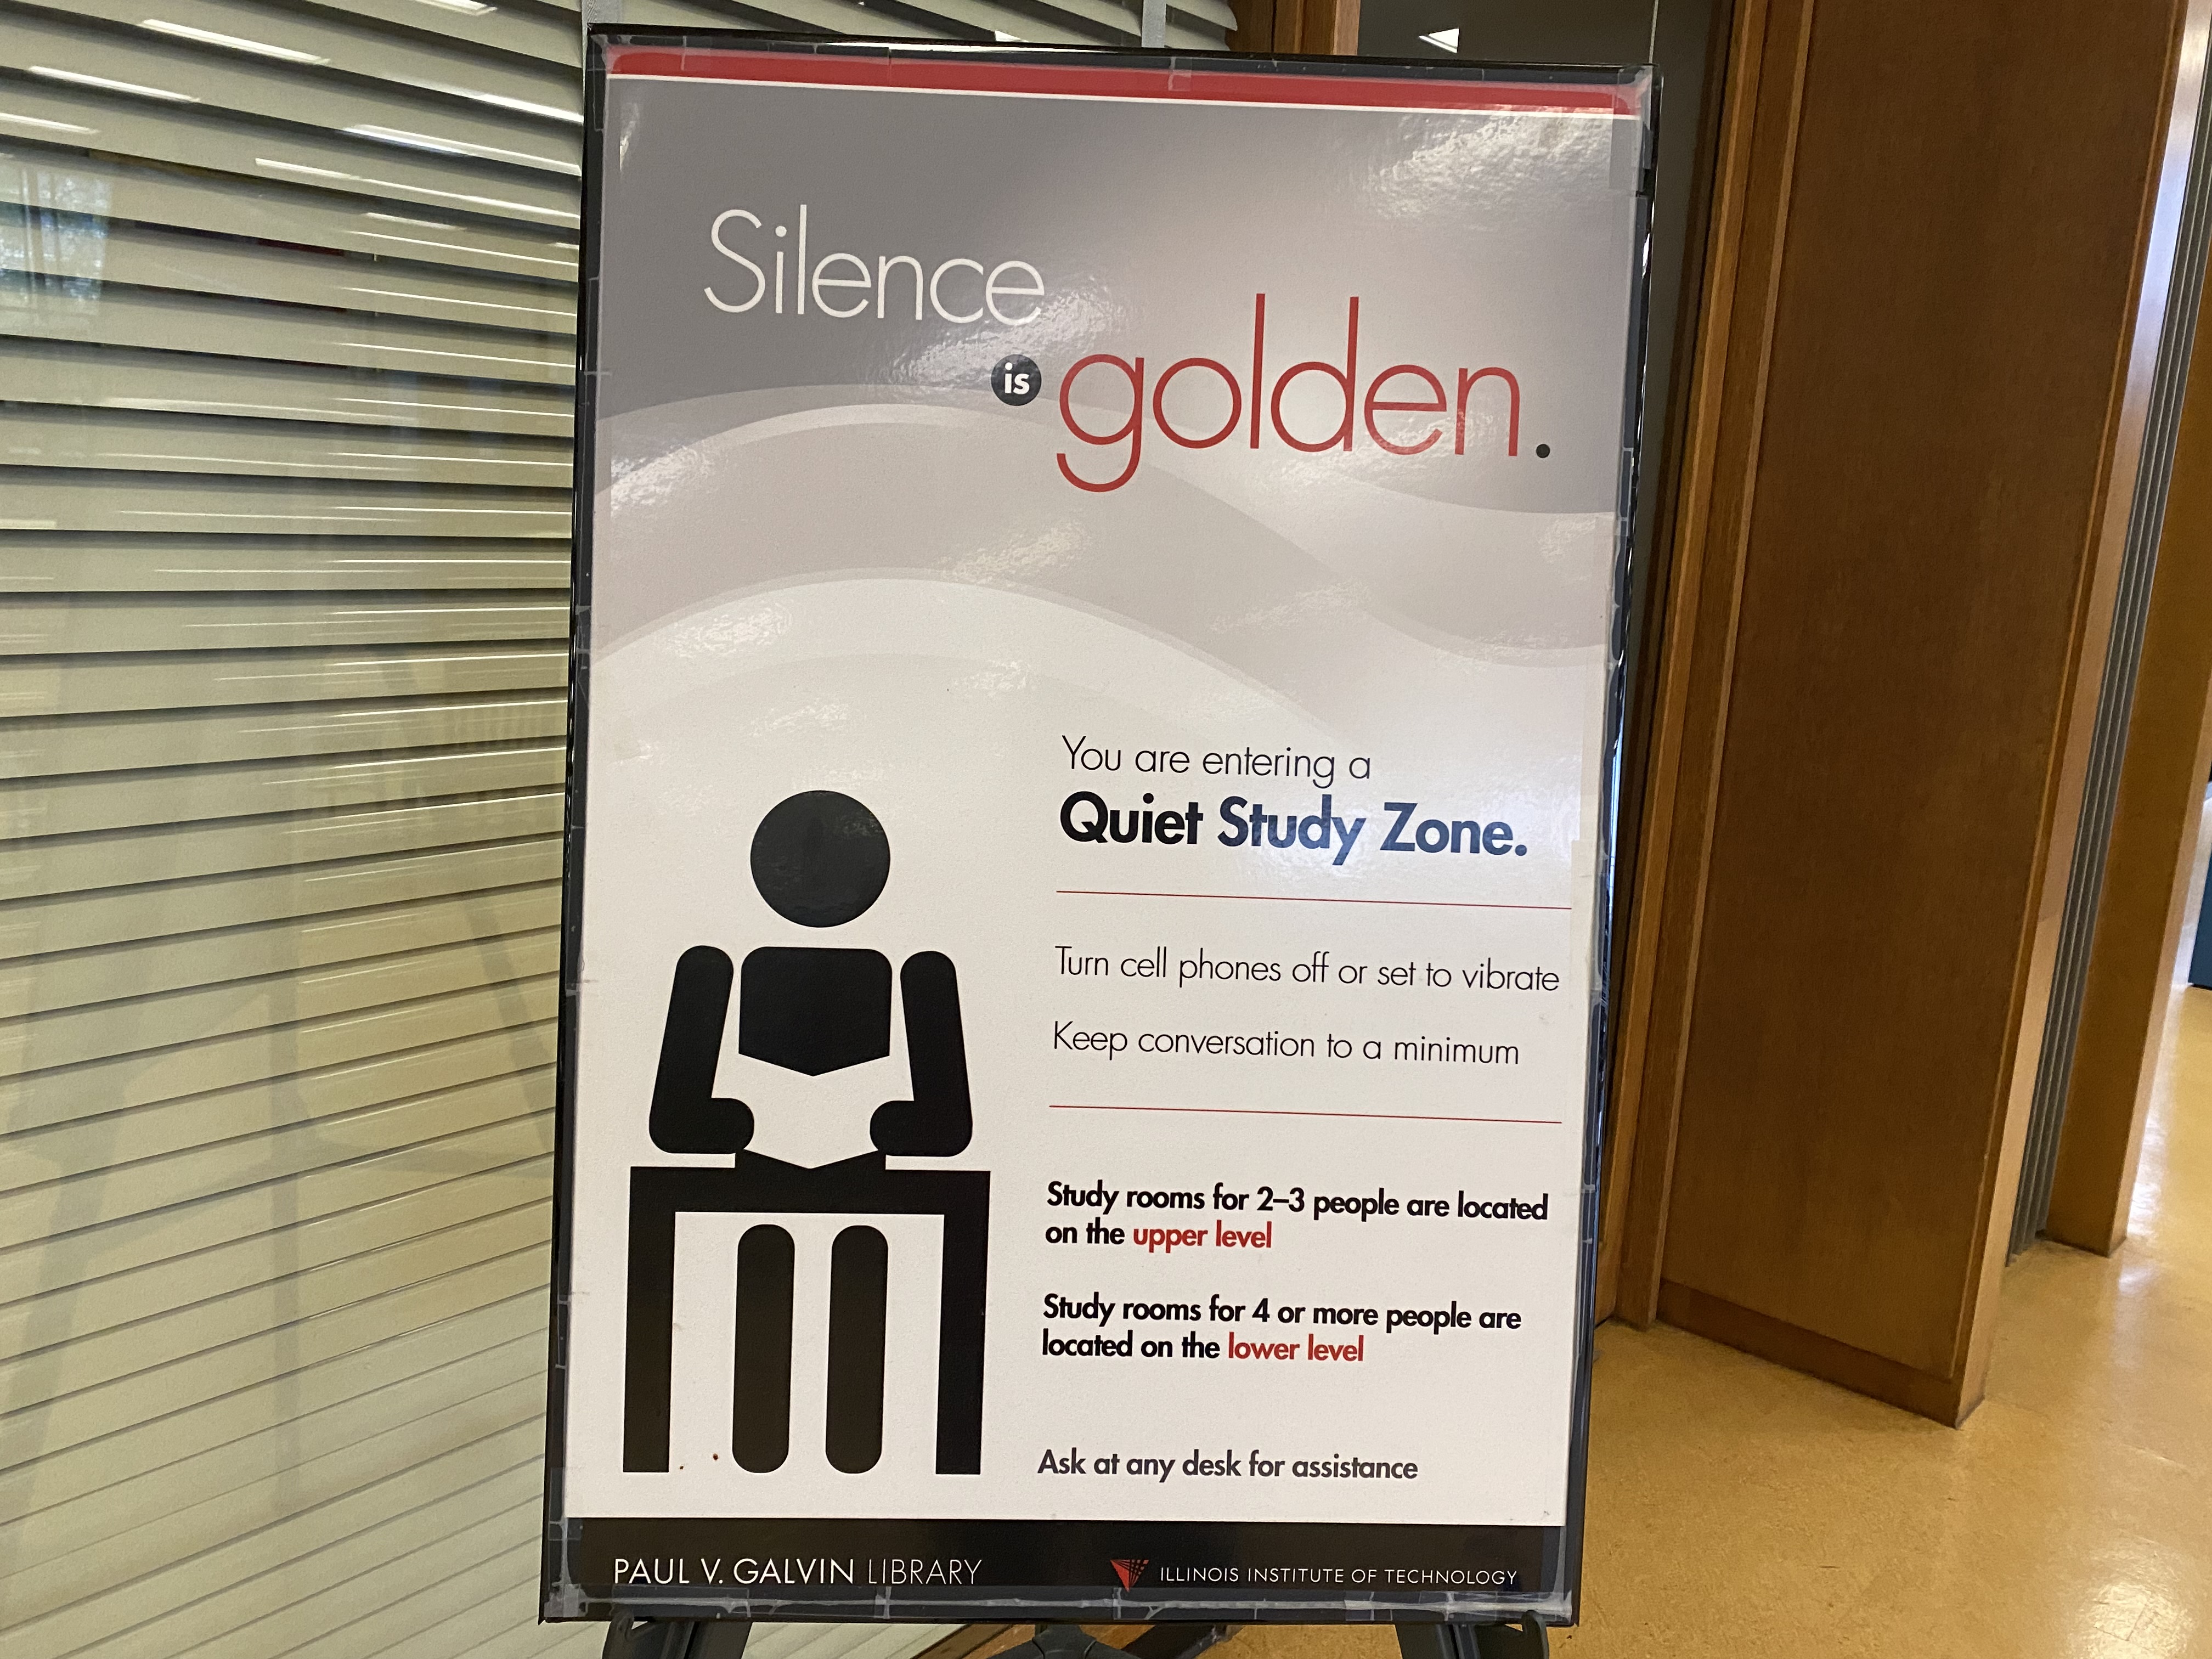 Silence
is golden.
You are entering a
Quiet Study Zone.
Turn cell phones off or set to vibrate
Keep conversation to a minimum
Study rooms for 2–3 people are located
on the upper level
Study rooms for 4 or more people are
located on the lower level
Ask at any desk for assistance
PAUL V. GALVIN LIBRARY
ILLINOIS INSTITUTE OF TECHNOLOGY